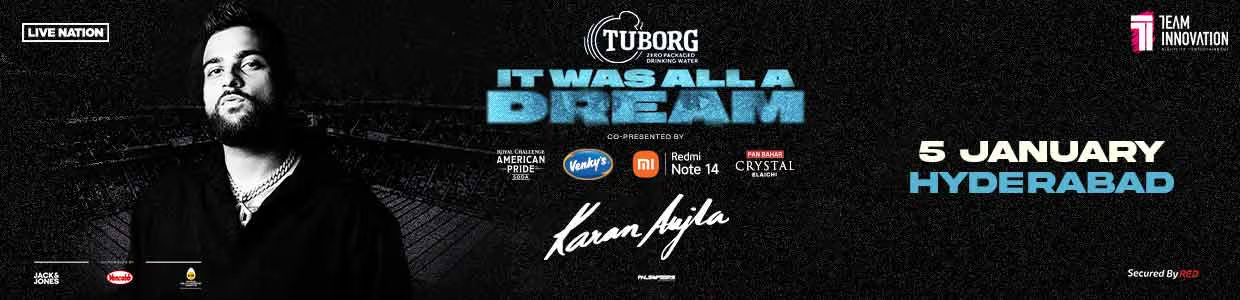 LIVE NATION
TUBORG
ZERO PACKAGED
DRINKING WATER
TEAM
INNOVATION
IT WAS ALL A
DREAM
CO-PRESENTED BY
ROYAL CHALLENGE
AMERICAN
PRIDE
SODA
Venky's
mi
Redmi
Note 14
PAN BAHAR
CRYSTAL
ELAICHI
5 JANUARY
HYDERABAD
Karan Aujla
JACK&
JONES
Secured By RED